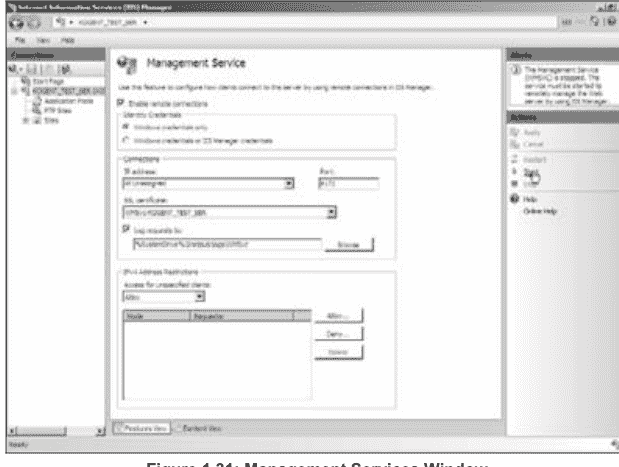 Internet Information Services (IIS) Manager
KOGENT_TEST_SER
File View Help
Connections
Start Page
Application Pools
FTP Sites
Sites
Management Service
Use this feature to configure how clients connect to the server by using remote connections in IIS Manager.
Enable remote connections
Identity Credentials
Windows credentials only
Windows credentials or IIS Manager credentials
Connections
IP address:
Port:
All Unassigned
8172
SSL certificate:
Log requests to:
Browse
IPv4 Address Restrictions
Access for unspecified clients:
Allow
Mode
Requestor
Allow...
Deny...
Delete
Features View
Content View
Ready
Alerts
The Management Service
(WMSVC) is stopped. The
service must be started to
remotely manage the Web
server by using IIS Manager.
Actions
Apply
Cancel
Restart
Start
Stop
Help
Online Help
Figure 1.31: Management Services Window